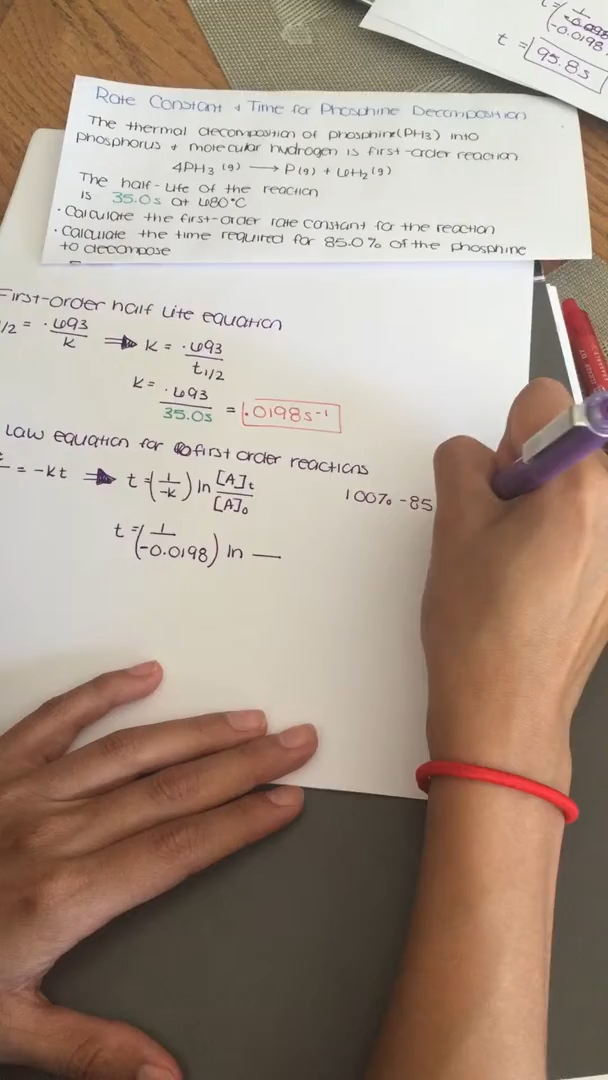 t =
(-0.0198)
95.8s
Rate Constant + Time for Phosphine Decomposition
The thermal decomposition of phosphine(PH3) into
phosphorus + molecular hydrogen is first-order reaction
4PH3 (g) ⟶ P(g) + 6H2(g)
The half-life of the reaction
is 35.0s at 680°C
• Calculate the first-order rate constant for the reaction
• Calculate the time required for 85.0% of the phosphine
to decompose
First-order half life equation
1/2 = .693/k ⟹ k = .693/t1/2
k = .693/35.0s = .0198s⁻¹
Law equation for first order reactions
= -kt ⟹ t = (1/-k) ln [A]t/[A]o
100% - 85
t = (1/-0.0198) ln —